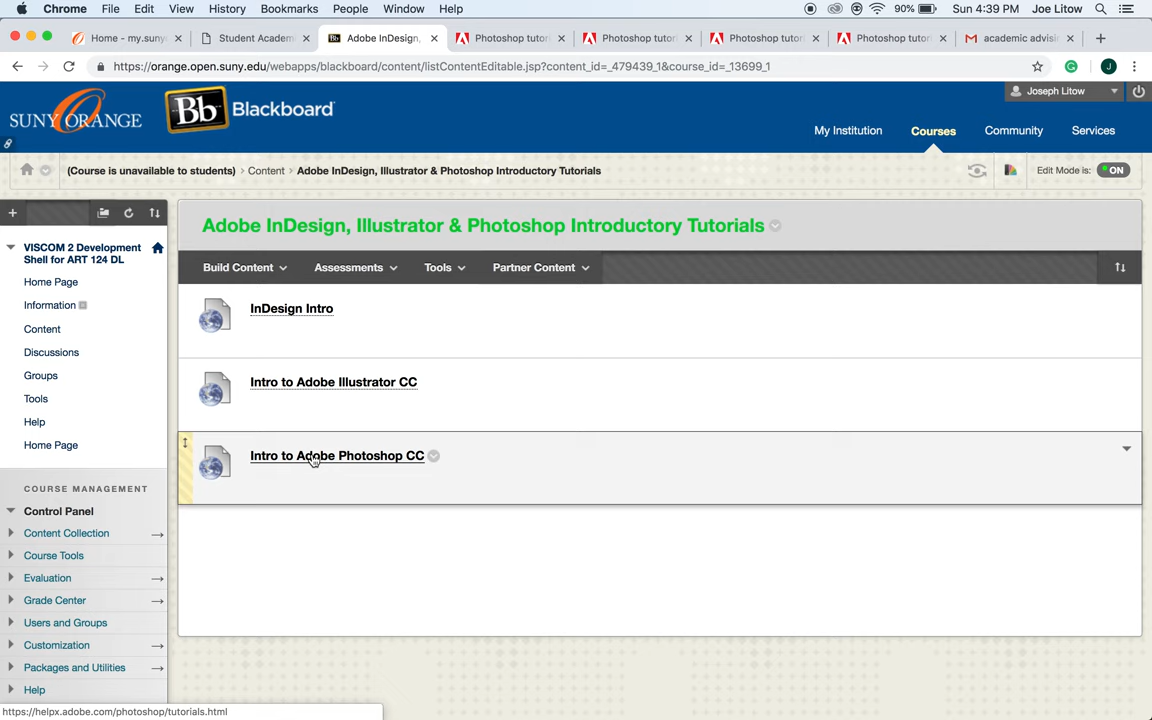 Chrome File Edit View History Bookmarks People Window Help 90% Sun 4:39 PM Joe Litow
Home - my.suny Student Academi Adobe InDesign, Photoshop tutor Photoshop tutor Photoshop tutori Photoshop tutor academic advisi
https://orange.open.suny.edu/webapps/blackboard/content/listContentEditable.jsp?content_id=_479439_1&course_id=_13699_1
J
SUNY ORANGE Bb Blackboard Joseph Litow
My Institution Courses Community Services
(Course is unavailable to students) Content Adobe InDesign, Illustrator & Photoshop Introductory Tutorials Edit Mode is: ON
Adobe InDesign, Illustrator & Photoshop Introductory Tutorials
Build Content Assessments Tools Partner Content
InDesign Intro
Intro to Adobe Illustrator CC
Intro to Adobe Photoshop CC
VISCOM 2 Development
Shell for ART 124 DL
Home Page
Information
Content
Discussions
Groups
Tools
Help
Home Page
COURSE MANAGEMENT
Control Panel
Content Collection
Course Tools
Evaluation
Grade Center
Users and Groups
Customization
Packages and Utilities
Help
https://helpx.adobe.com/photoshop/tutorials.html